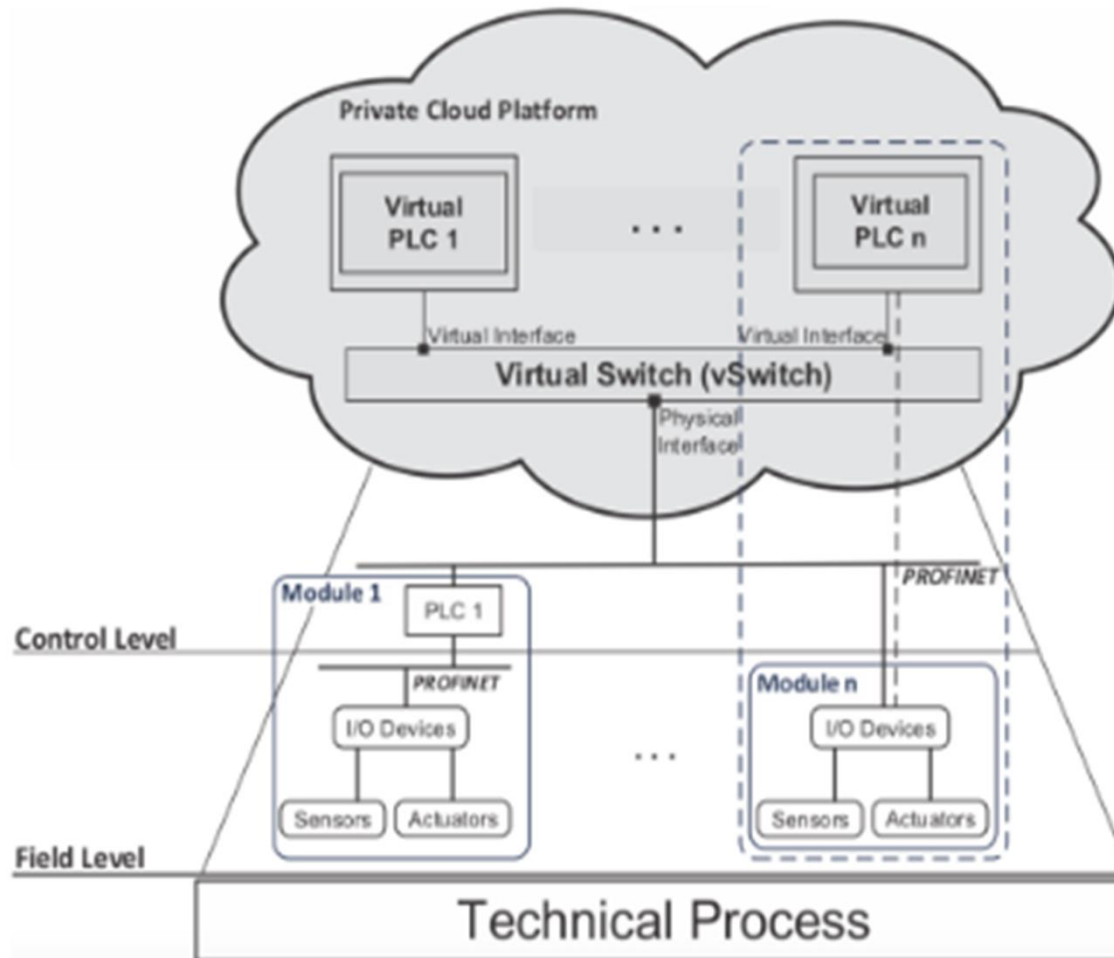 Private Cloud Platform
Virtual
PLC 1
...
Virtual
PLC n
Virtual Interface
Virtual Interface
Virtual Switch (vSwitch)
Physical
Interface
PROFINET
Module 1
PLC 1
Control Level
PROFINET
Module n
I/O Devices
...
I/O Devices
Sensors
Actuators
Sensors
Actuators
Field Level
Technical Process